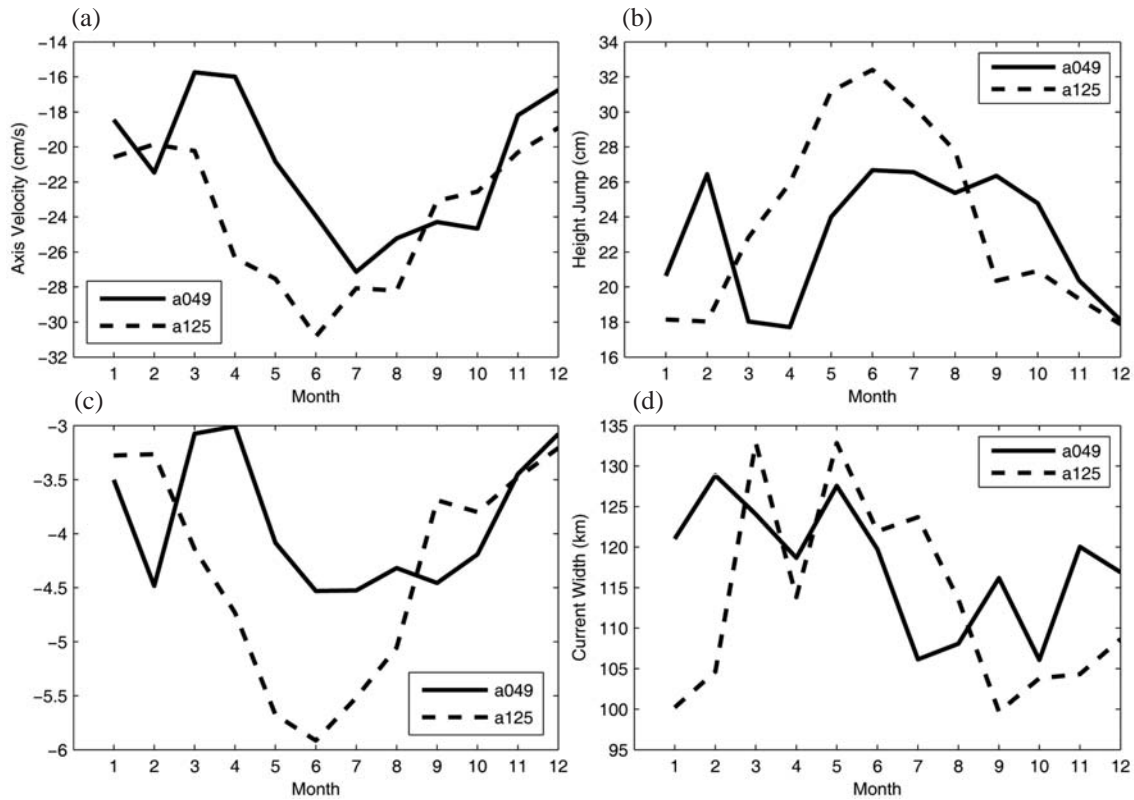 (a)
−14
−16
−18
−20
−22
−24
−26
−28
−30
−32
Axis Velocity (cm/s)
a049
a125
1 2 3 4 5 6 7 8 9 10 11 12
Month
(b)
34
32
30
28
26
24
22
20
18
16
Height Jump (cm)
a049
a125
1 2 3 4 5 6 7 8 9 10 11 12
Month
(c)
−3
−3.5
−4
−4.5
−5
−5.5
−6
a049
a125
1 2 3 4 5 6 7 8 9 10 11 12
Month
(d)
135
130
125
120
115
110
105
100
95
Current Width (km)
a049
a125
1 2 3 4 5 6 7 8 9 10 11 12
Month